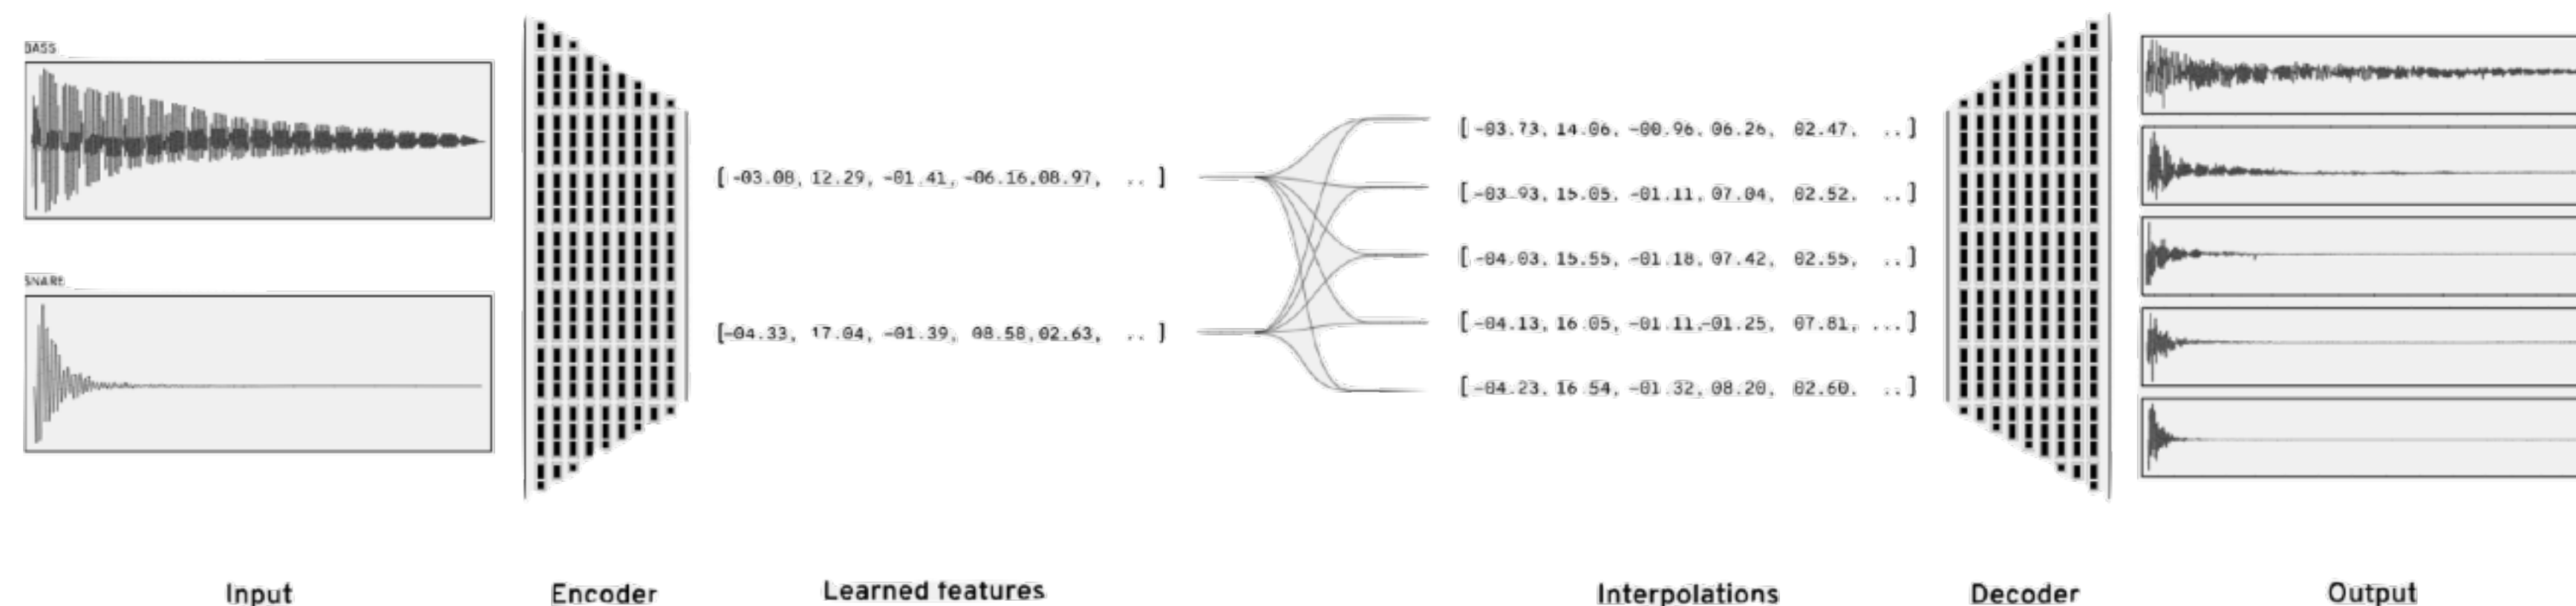 BASS
[ -03.08, 12.29, -01.41, -06.16,08.97, .. ]
SNARE
[-04.33, 17.04, -01.39, 08.58,02.63, .. ]
[ -03.73, 14.06, -00.96, 06.26, 02.47, ..]
[ -03.93, 15.05, -01.11, 07.04, 02.52, ..]
[ -04.03, 15.55, -01.18, 07.42, 02.55, ..]
[ -04.13, 16.05, -01.11,-01.25, 07.81, ...]
[ -04.23, 16.54, -01.32, 08.20, 02.60, ..]
Input
Encoder
Learned features
Interpolations
Decoder
Output